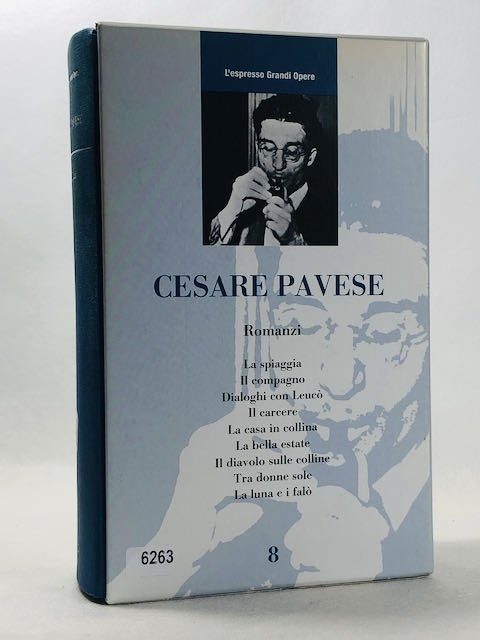 L'espresso Grandi Opere
CESARE PAVESE
Romanzi
La spiaggia
Il compagno
Dialoghi con Leucò
Il carcere
La casa in collina
La bella estate
Il diavolo sulle colline
Tra donne sole
La luna e i falò
8
6263